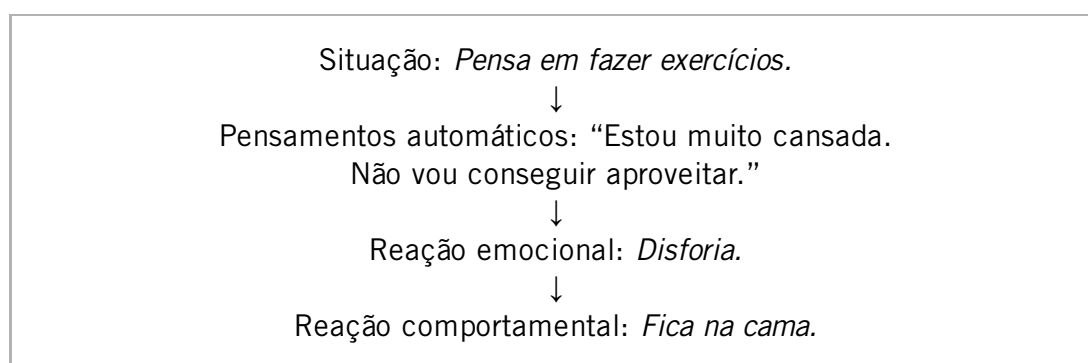 Situação: Pensa em fazer exercícios.
↓
Pensamentos automáticos: “Estou muito cansada.
Não vou conseguir aproveitar.”
↓
Reação emocional: Disforia.
↓
Reação comportamental: Fica na cama.